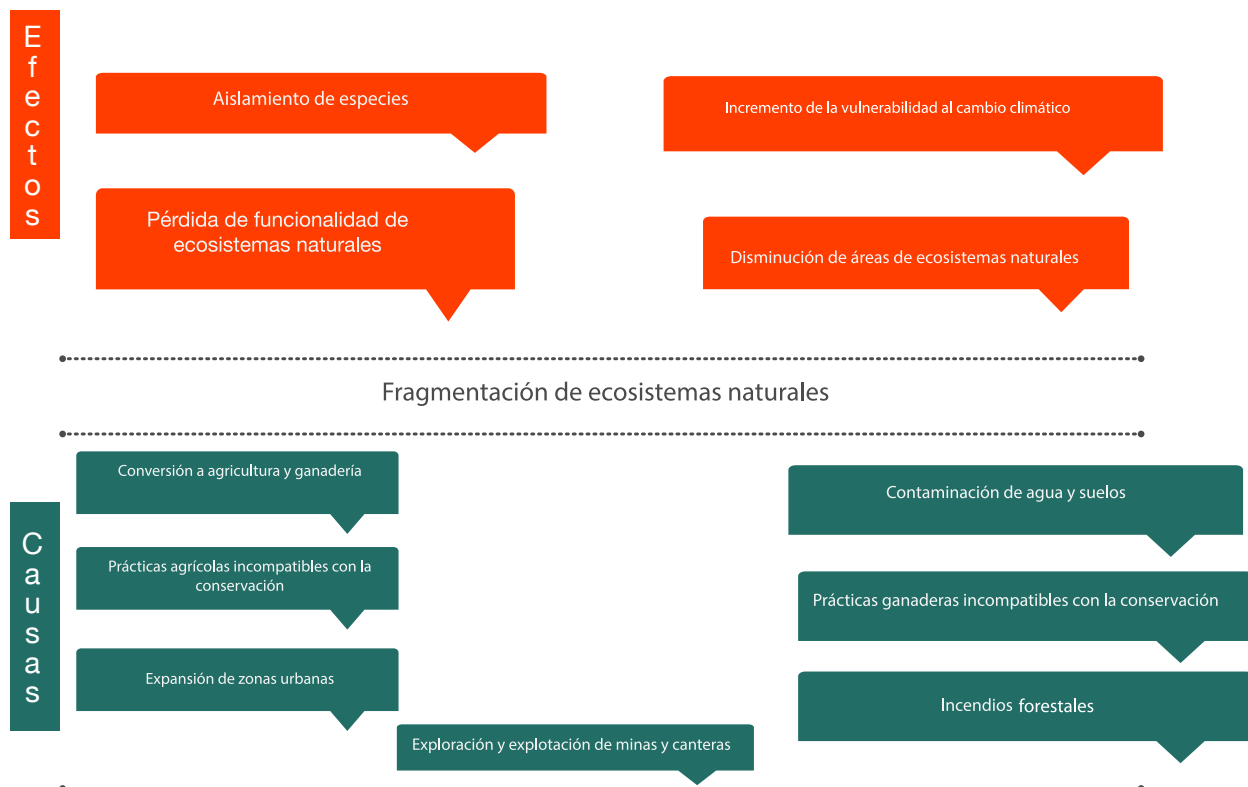 Efectos
Aislamiento de especies
Incremento de la vulnerabilidad al cambio climático
Pérdida de funcionalidad de
ecosistemas naturales
Disminución de áreas de ecosistemas naturales
Fragmentación de ecosistemas naturales
Causas
Conversión a agricultura y ganadería
Contaminación de agua y suelos
Prácticas agrícolas incompatibles con la
conservación
Prácticas ganaderas incompatibles con la conservación
Expansión de zonas urbanas
Incendios forestales
Exploración y explotación de minas y canteras